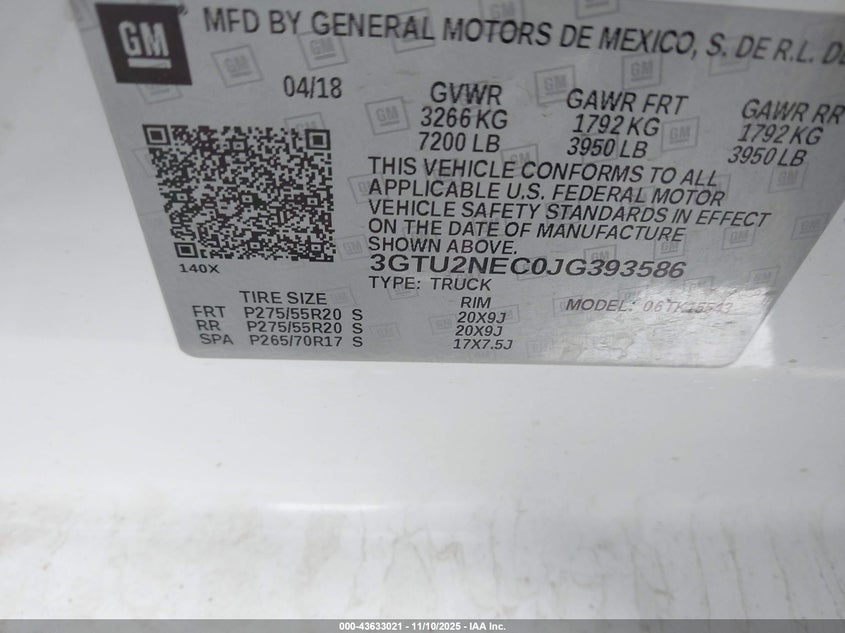 GM
MFD BY GENERAL MOTORS DE MEXICO, S. DE R.L. DE
04/18
GVWR
3266 KG
7200 LB
GAWR FRT
1792 KG
3950 LB
GAWR RR
1792 KG
3950 LB
THIS VEHICLE CONFORMS TO ALL
APPLICABLE U.S. FEDERAL MOTOR
VEHICLE SAFETY STANDARDS IN EFFECT
ON THE DATE OF MANUFACTURE
SHOWN ABOVE.
140X
3GTU2NEC0JG393586
TYPE: TRUCK
TIRE SIZE RIM MODEL:
FRT P275/55R20 S 20X9J
RR P275/55R20 S 20X9J
SPA P265/70R17 S 17X7.5J
000-43633021 — 11/10/2025 — IAA Inc.